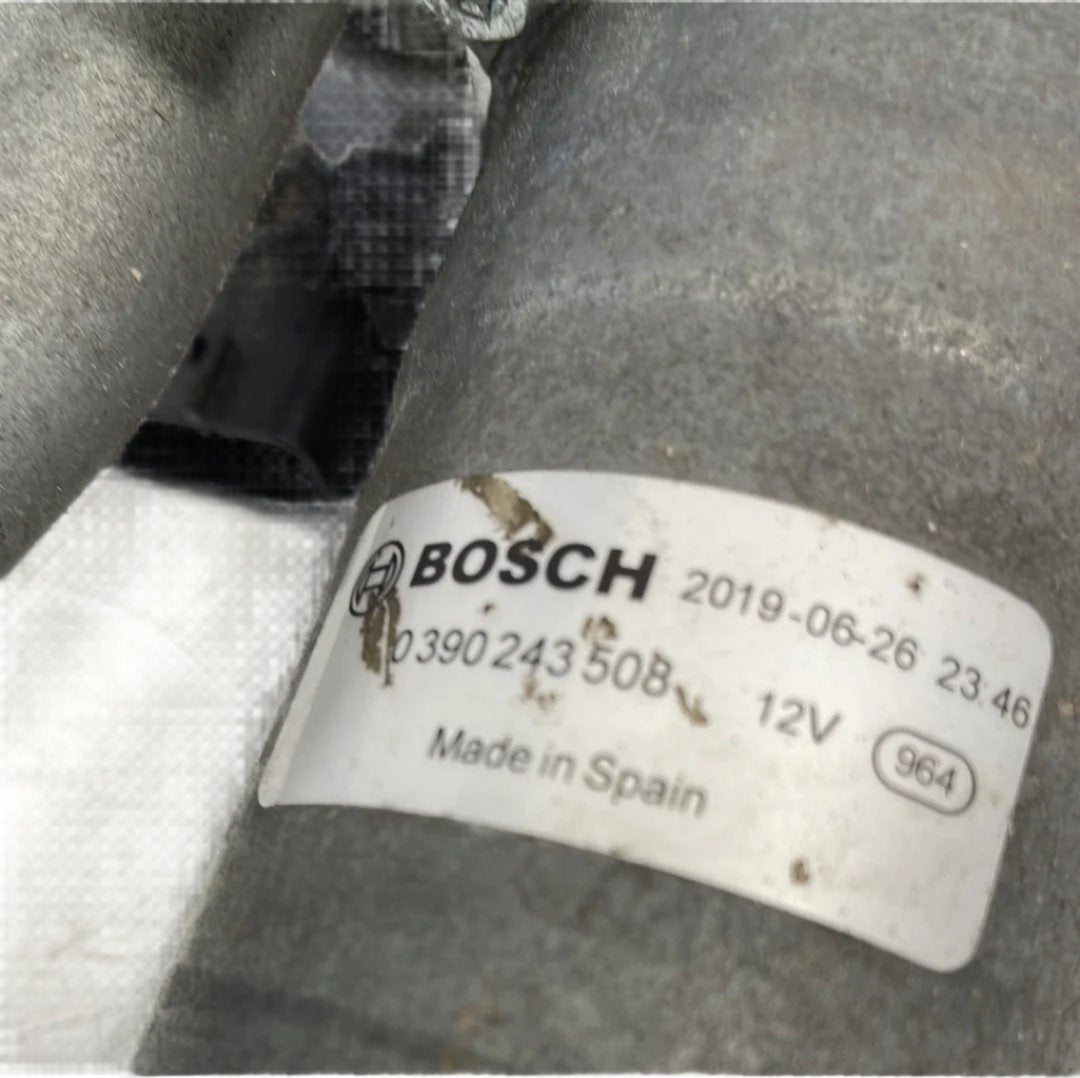 BOSCH 2019-06-26 23:46
0 390 243 508 12V 964
Made in Spain